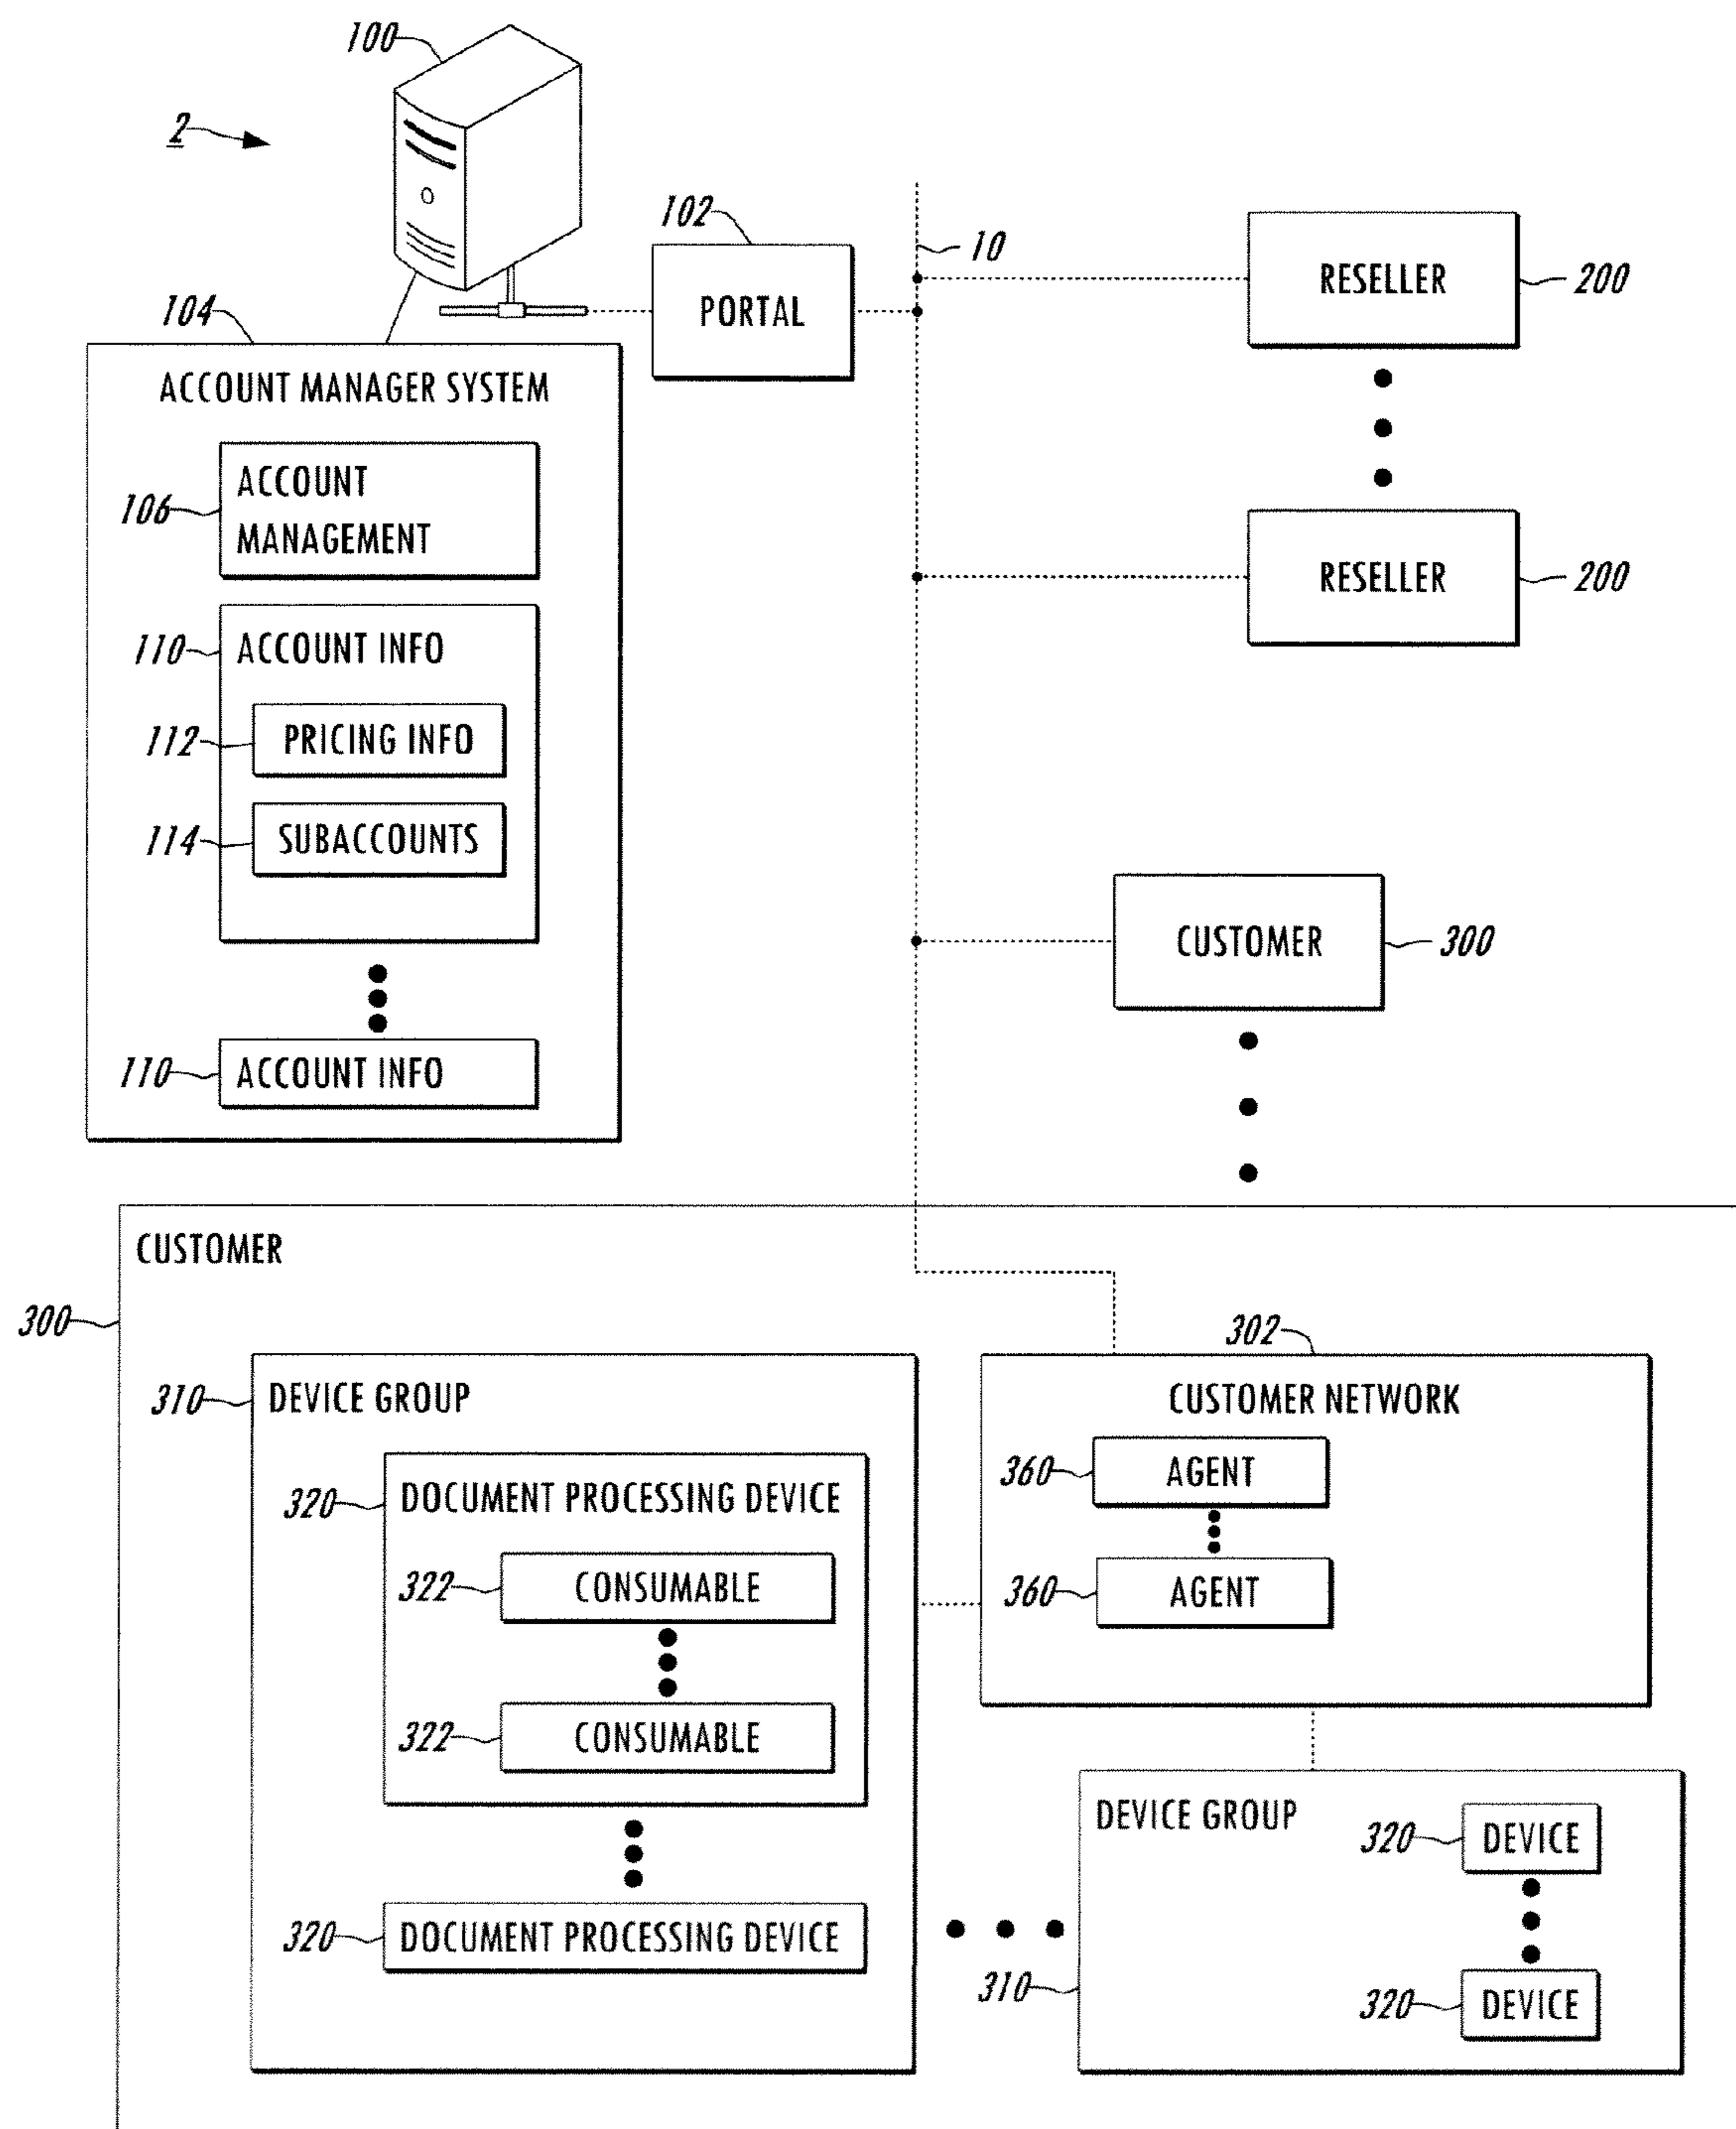 100
2
102
10
RESELLER
200
PORTAL
104
ACCOUNT MANAGER SYSTEM
ACCOUNT
MANAGEMENT
106
RESELLER
200
110
ACCOUNT INFO
112
PRICING INFO
114
SUBACCOUNTS
CUSTOMER
300
110
ACCOUNT INFO
CUSTOMER
300
302
310
DEVICE GROUP
CUSTOMER NETWORK
360
AGENT
320
DOCUMENT PROCESSING DEVICE
322
CONSUMABLE
360
AGENT
322
CONSUMABLE
DEVICE GROUP
320
DEVICE
320
DOCUMENT PROCESSING DEVICE
310
320
DEVICE